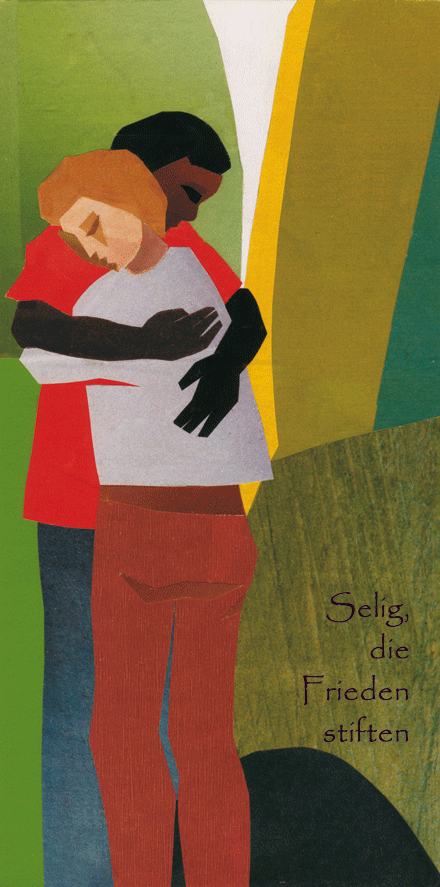 Selig,
die
Frieden
stiften